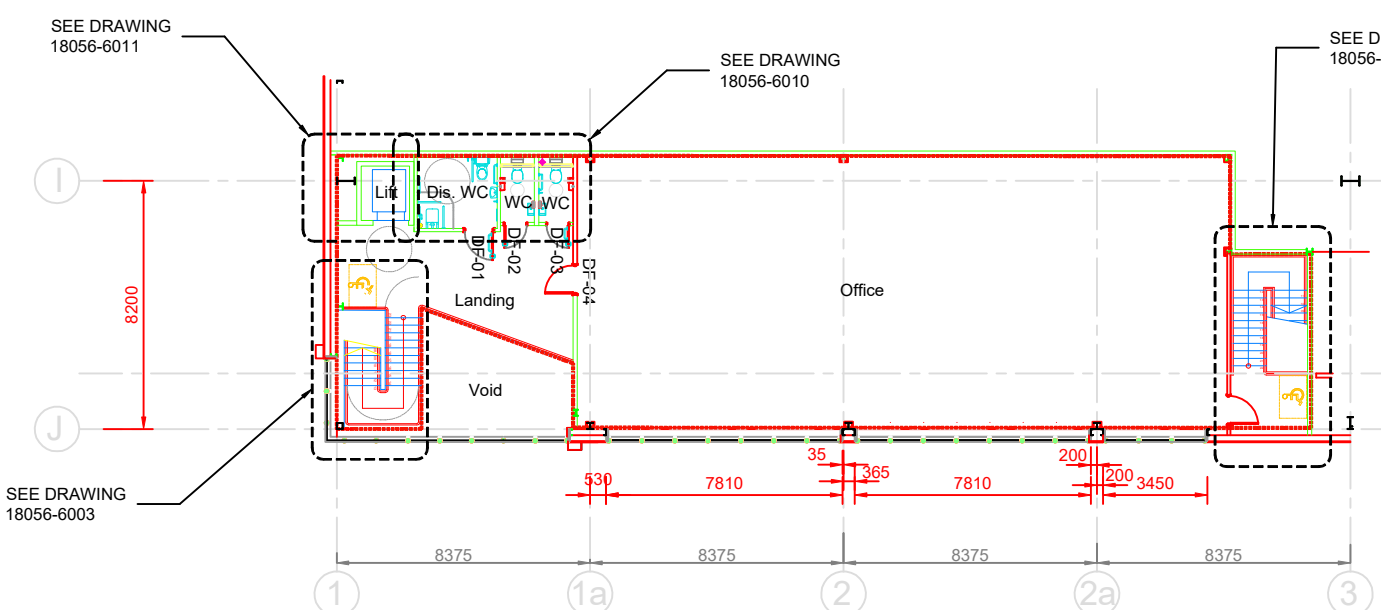 SEE DRAWING
18056-6011
SEE DRAWING
18056-6010
SEE D
18056-
I
Lift
Dis. WC
WC
WC
DF-01
DF-02
DF-03
DF-04
8200
Landing
Office
Void
J
SEE DRAWING
18056-6003
530
7810
35
365
7810
200
200
3450
8375
8375
8375
8375
1
1a
2
2a
3